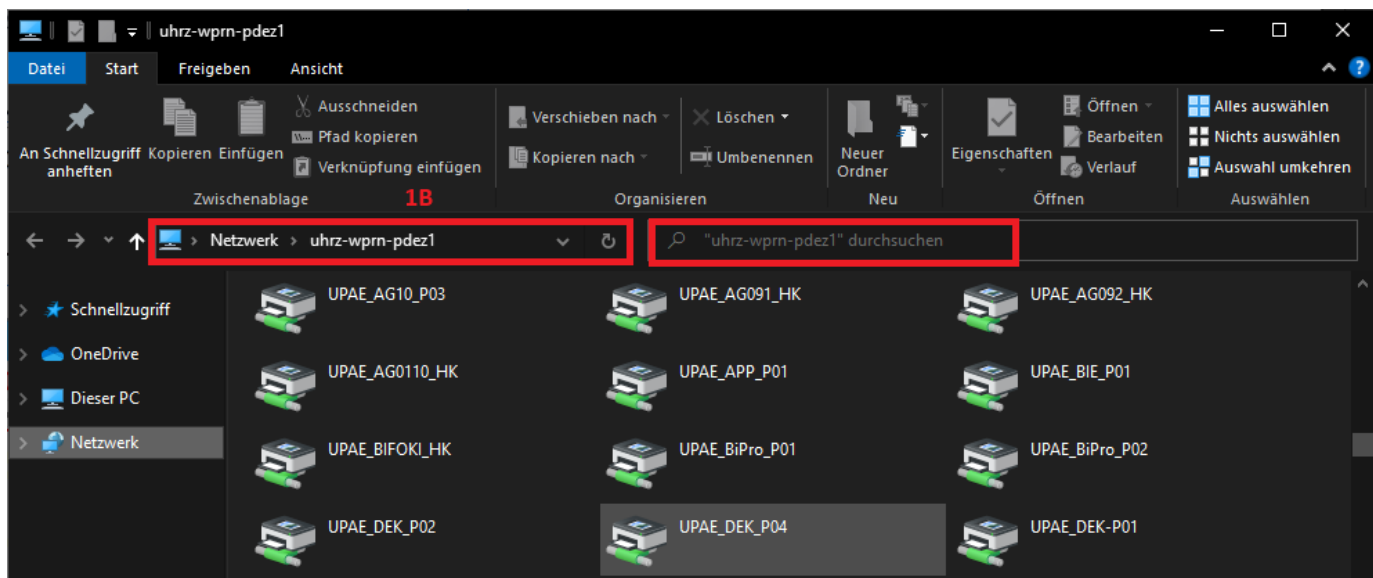 uhrz-wprn-pdez1
Datei Start Freigeben Ansicht
An Schnellzugriff anheften
Kopieren
Einfügen
Ausschneiden
Pfad kopieren
Verknüpfung einfügen
Zwischenablage
Verschieben nach
Kopieren nach
Löschen
Umbenennen
Organisieren
Neuer
Ordner
Neu
Eigenschaften
Öffnen
Bearbeiten
Verlauf
Öffnen
Alles auswählen
Nichts auswählen
Auswahl umkehren
Auswählen
1B
Netzwerk > uhrz-wprn-pdez1
"uhrz-wprn-pdez1" durchsuchen
Schnellzugriff
OneDrive
Dieser PC
Netzwerk
UPAE_AG10_P03 UPAE_AG091_HK UPAE_AG092_HK
UPAE_AG0110_HK UPAE_APP_P01 UPAE_BIE_P01
UPAE_BIFOKI_HK UPAE_BiPro_P01 UPAE_BiPro_P02
UPAE_DEK_P02 UPAE_DEK_P04 UPAE_DEK-P01